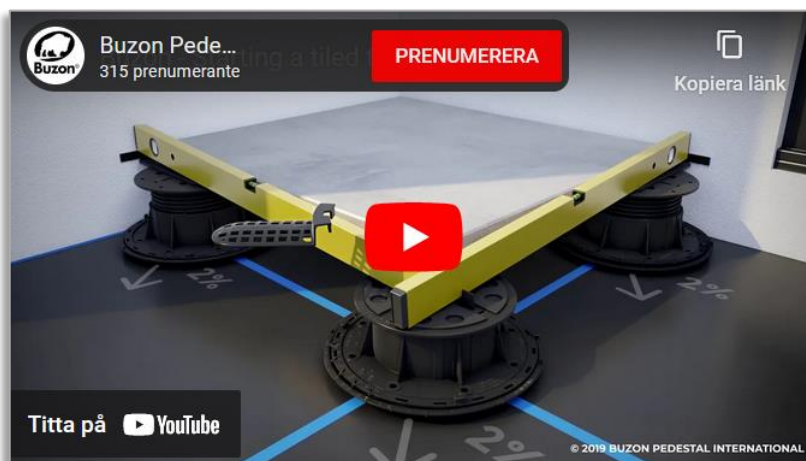 Buzon
Buzon Pede...
315 prenumerante
PRENUMERERA
Kopiera länk
2%
2%
2%
Titta på YouTube
© 2019 BUZON PEDESTAL INTERNATIONAL